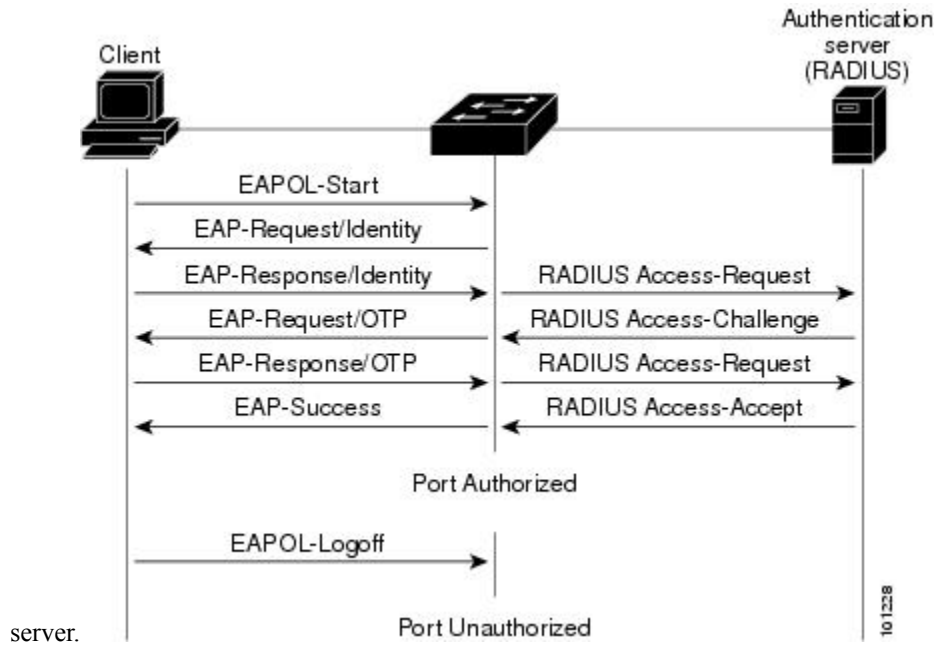 Authentication
server
(RADIUS)
Client
EAPOL-Start
EAP-Request/Identity
EAP-Response/Identity
RADIUS Access-Request
EAP-Request/OTP
RADIUS Access-Challenge
EAP-Response/OTP
RADIUS Access-Request
EAP-Success
RADIUS Access-Accept
Port Authorized
EAPOL-Logoff
Port Unauthorized
101228
server.